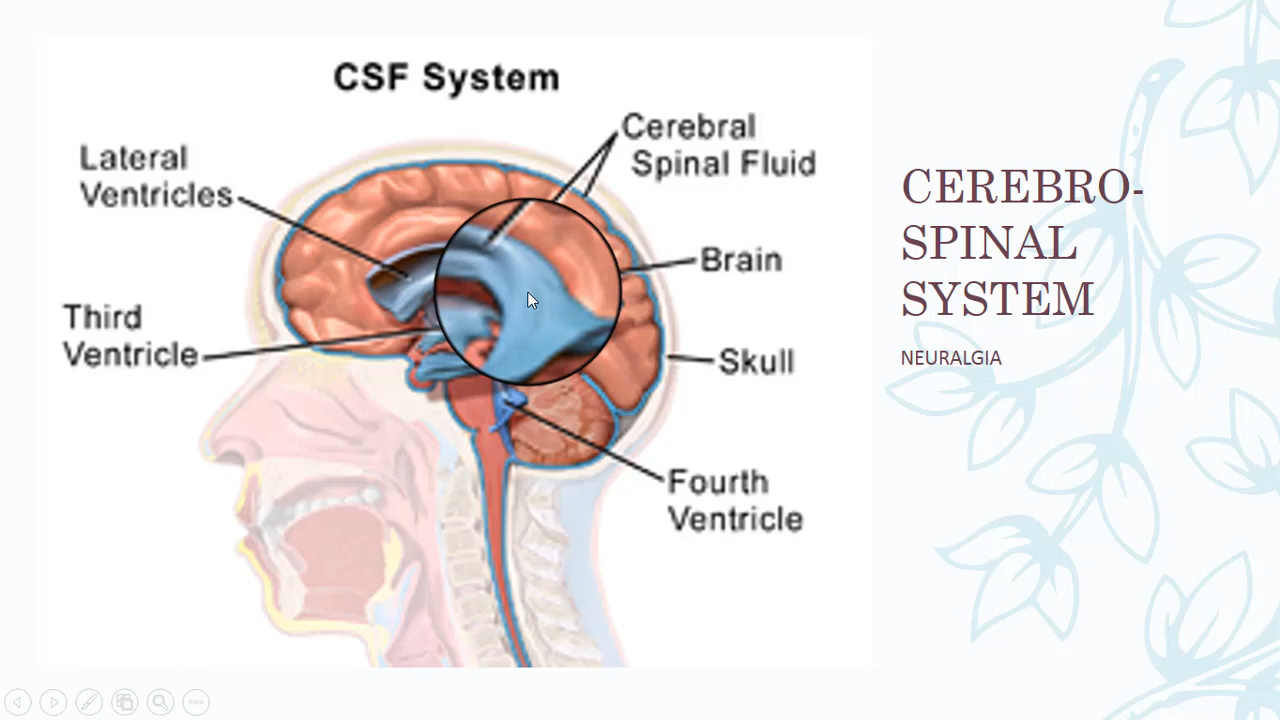 CSF System
Lateral
Ventricles
Cerebral
Spinal Fluid
Brain
Third
Ventricle
Skull
Fourth
Ventricle
CEREBRO-
SPINAL
SYSTEM
NEURALGIA